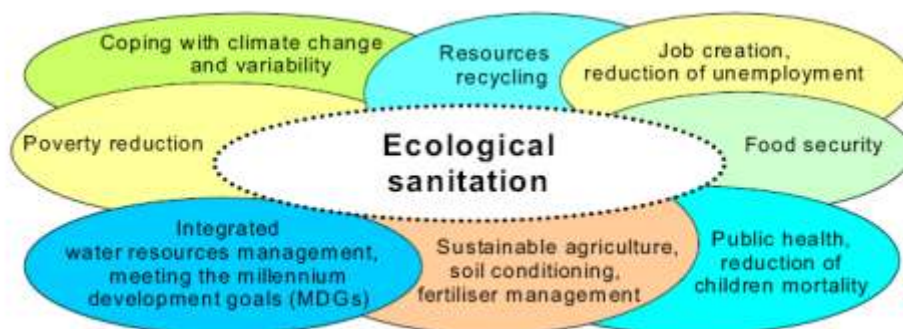 Coping with climate change
and variability
Resources
recycling
Job creation,
reduction of unemployment
Poverty reduction
Ecological
sanitation
Food security
Integrated
water resources management,
meeting the millennium
development goals (MDGs)
Sustainable agriculture,
soil conditioning,
fertiliser management
Public health,
reduction of
children mortality